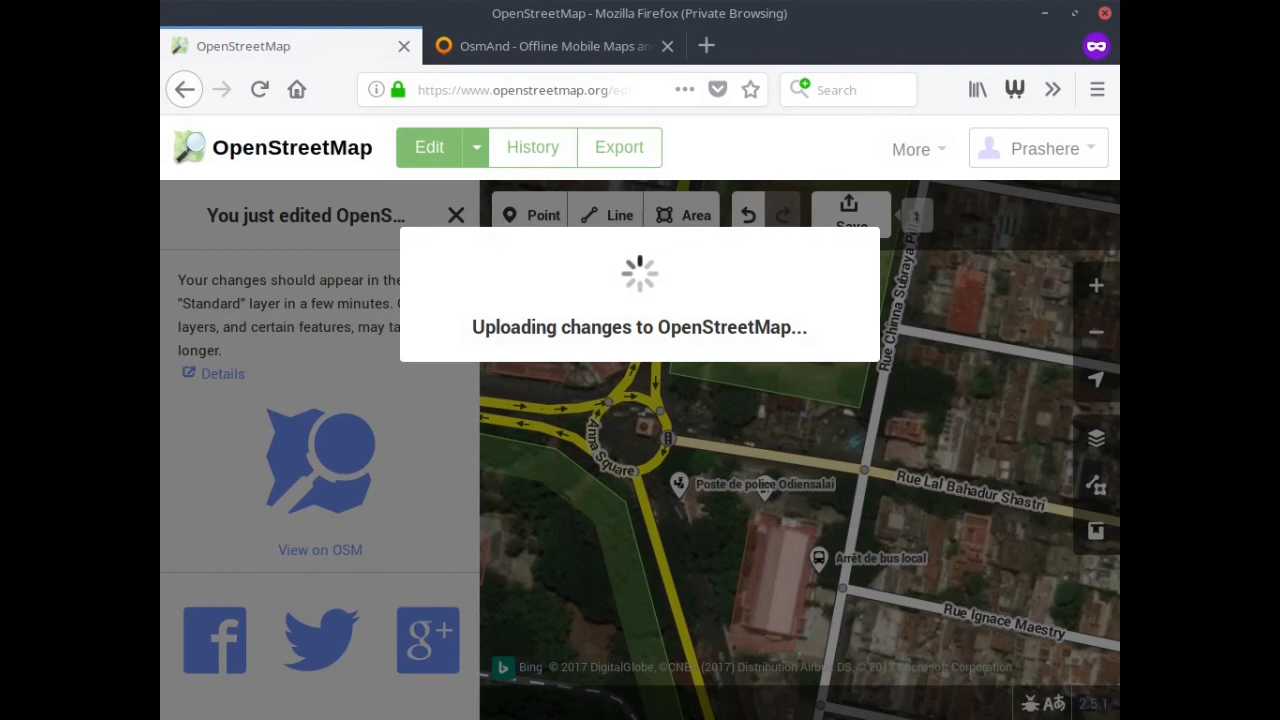 OpenStreetMap - Mozilla Firefox (Private Browsing)
OpenStreetMap
OsmAnd - Offline Mobile Maps an
https://www.openstreetmap.org/ed
Search
OpenStreetMap
Edit
History
Export
More
Prashere
You just edited OpenS...
Point
Line
Area
Save
Your changes should appear in the
"Standard" layer in a few minutes.
layers, and certain features, may ta
longer.
Details
View on OSM
Uploading changes to OpenStreetMap...
Rue Chinna Subraya
Anna Square
Poste de police Odiensalai
Rue Lal Bahadur Shastri
Arrêt de bus local
Rue Ignace Maestry
Bing © 2017 DigitalGlobe, ©CNES (2017) Distribution Airbus DS, © 2017 Microsoft Corporation
2.5.1